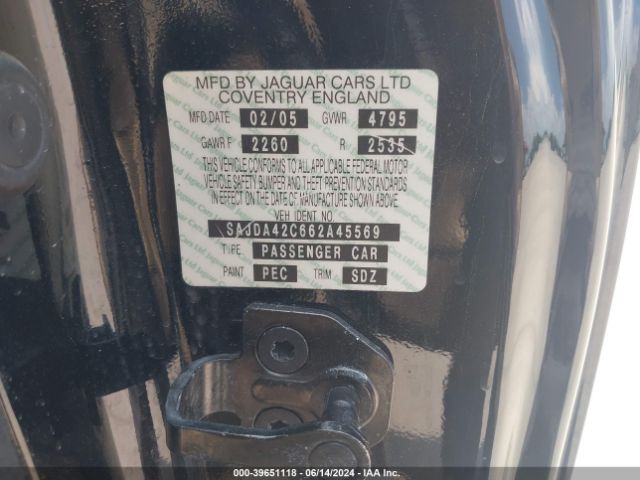 MFD BY JAGUAR CARS LTD
COVENTRY ENGLAND
MFD DATE 02/05 GVWR 4795
GAWR F 2260 R 2535
THIS VEHICLE CONFORMS TO ALL APPLICABLE FEDERAL MOTOR
VEHICLE SAFETY BUMPER AND THEFT PREVENTION STANDARDS
IN EFFECT ON THE DATE OF MANUFACTURE SHOWN ABOVE.
VEH IDENT NO.
SAJDA42C662A45569
TYPE PASSENGER CAR
PAINT PEC TRIM SDZ
000-39651118 - 06/14/2024 - IAA Inc.